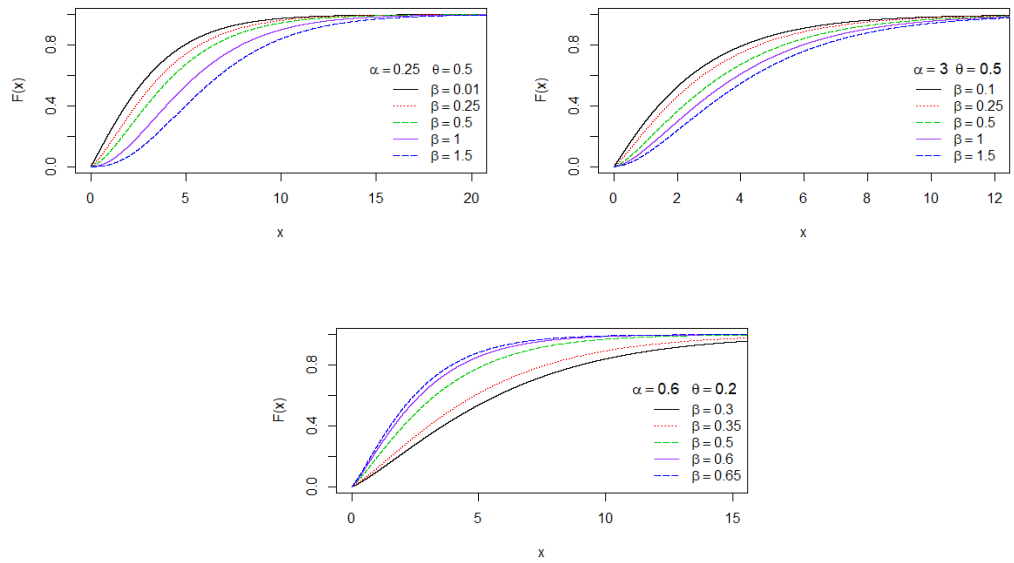 F(x)
0.8
0.4
0.0
α = 0.25 θ = 0.5
β = 0.01
β = 0.25
β = 0.5
β = 1
β = 1.5
0 5 10 15 20
x
F(x)
0.8
0.4
0.0
α = 3 θ = 0.5
β = 0.1
β = 0.25
β = 0.5
β = 1
β = 1.5
0 2 4 6 8 10 12
x
F(x)
0.8
0.4
0.0
α = 0.6 θ = 0.2
β = 0.3
β = 0.35
β = 0.5
β = 0.6
β = 0.65
0 5 10 15
x